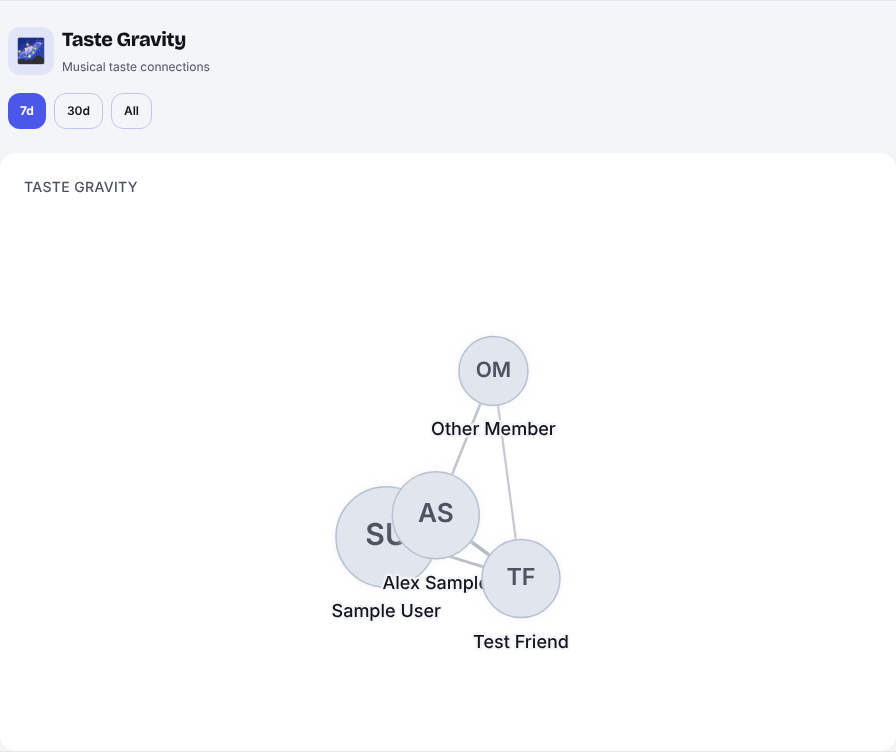 Taste Gravity
Musical taste connections
7d
30d
All
TASTE GRAVITY
OM
Other Member
AS
SU
TF
Alex Sample
Sample User
Test Friend